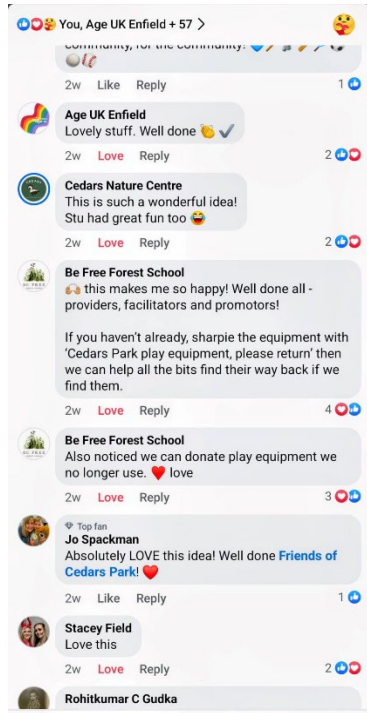 You, Age UK Enfield + 57 >
community, for the community!
2w Like Reply 1
Age UK Enfield
Lovely stuff. Well done 👏 ✔️
2w Love Reply 2
Cedars Nature Centre
This is such a wonderful idea!
Stu had great fun too 😂
2w Love Reply 2
Be Free Forest School
🙌🏼 this makes me so happy! Well done all -
providers, facilitators and promotors!
If you haven't already, sharpie the equipment with
'Cedars Park play equipment, please return' then
we can help all the bits find their way back if we
find them.
2w Love Reply 4
Be Free Forest School
Also noticed we can donate play equipment we
no longer use. ❤️ love
2w Love Reply 3
Top fan
Jo Spackman
Absolutely LOVE this idea! Well done Friends of
Cedars Park! ❤️
2w Like Reply 1
Stacey Field
Love this
2w Love Reply 2
Rohitkumar C Gudka